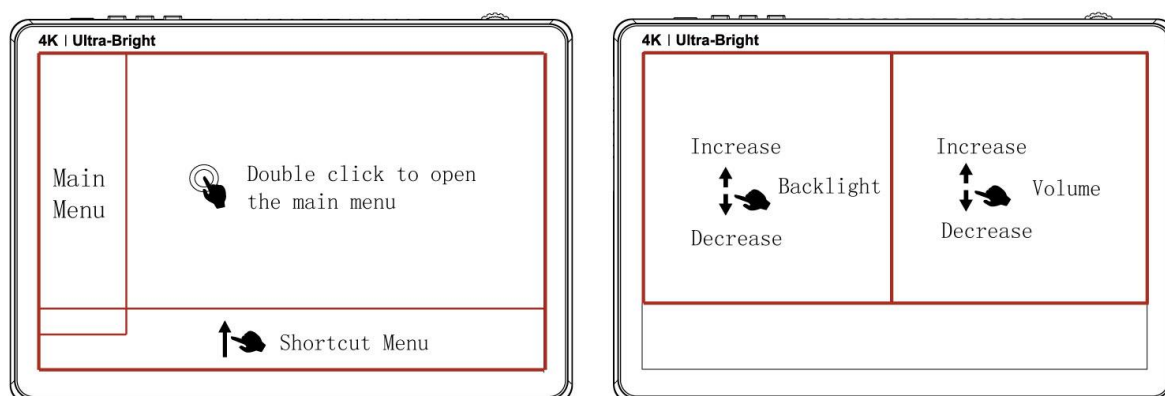 4K | Ultra-Bright
Main
Menu
Double click to open
the main menu
Shortcut Menu
4K | Ultra-Bright
Increase
Backlight
Decrease
Increase
Volume
Decrease